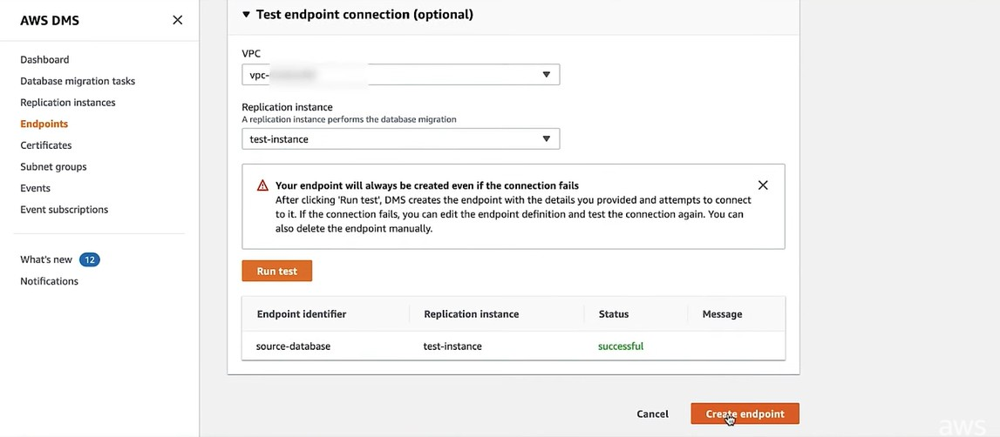 AWS DMS
Dashboard
Database migration tasks
Replication instances
Endpoints
Certificates
Subnet groups
Events
Event subscriptions
What's new 12
Notifications
Test endpoint connection (optional)
VPC
vpc-
Replication instance
A replication instance performs the database migration
test-instance
Your endpoint will always be created even if the connection fails
After clicking 'Run test', DMS creates the endpoint with the details you provided and attempts to connect
to it. If the connection fails, you can edit the endpoint definition and test the connection again. You can
also delete the endpoint manually.
Run test
Endpoint identifier Replication instance Status Message
source-database test-instance successful
Cancel Create endpoint
aws